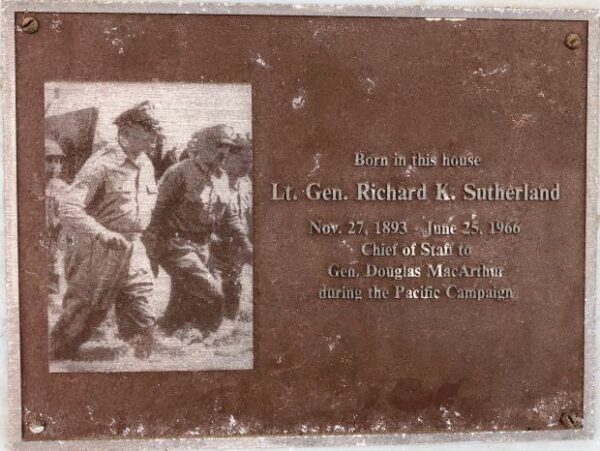 Born in this house
Lt. Gen. Richard K. Sutherland
Nov. 27, 1893 - June 25, 1966
Chief of Staff to
Gen. Douglas MacArthur
during the Pacific Campaign